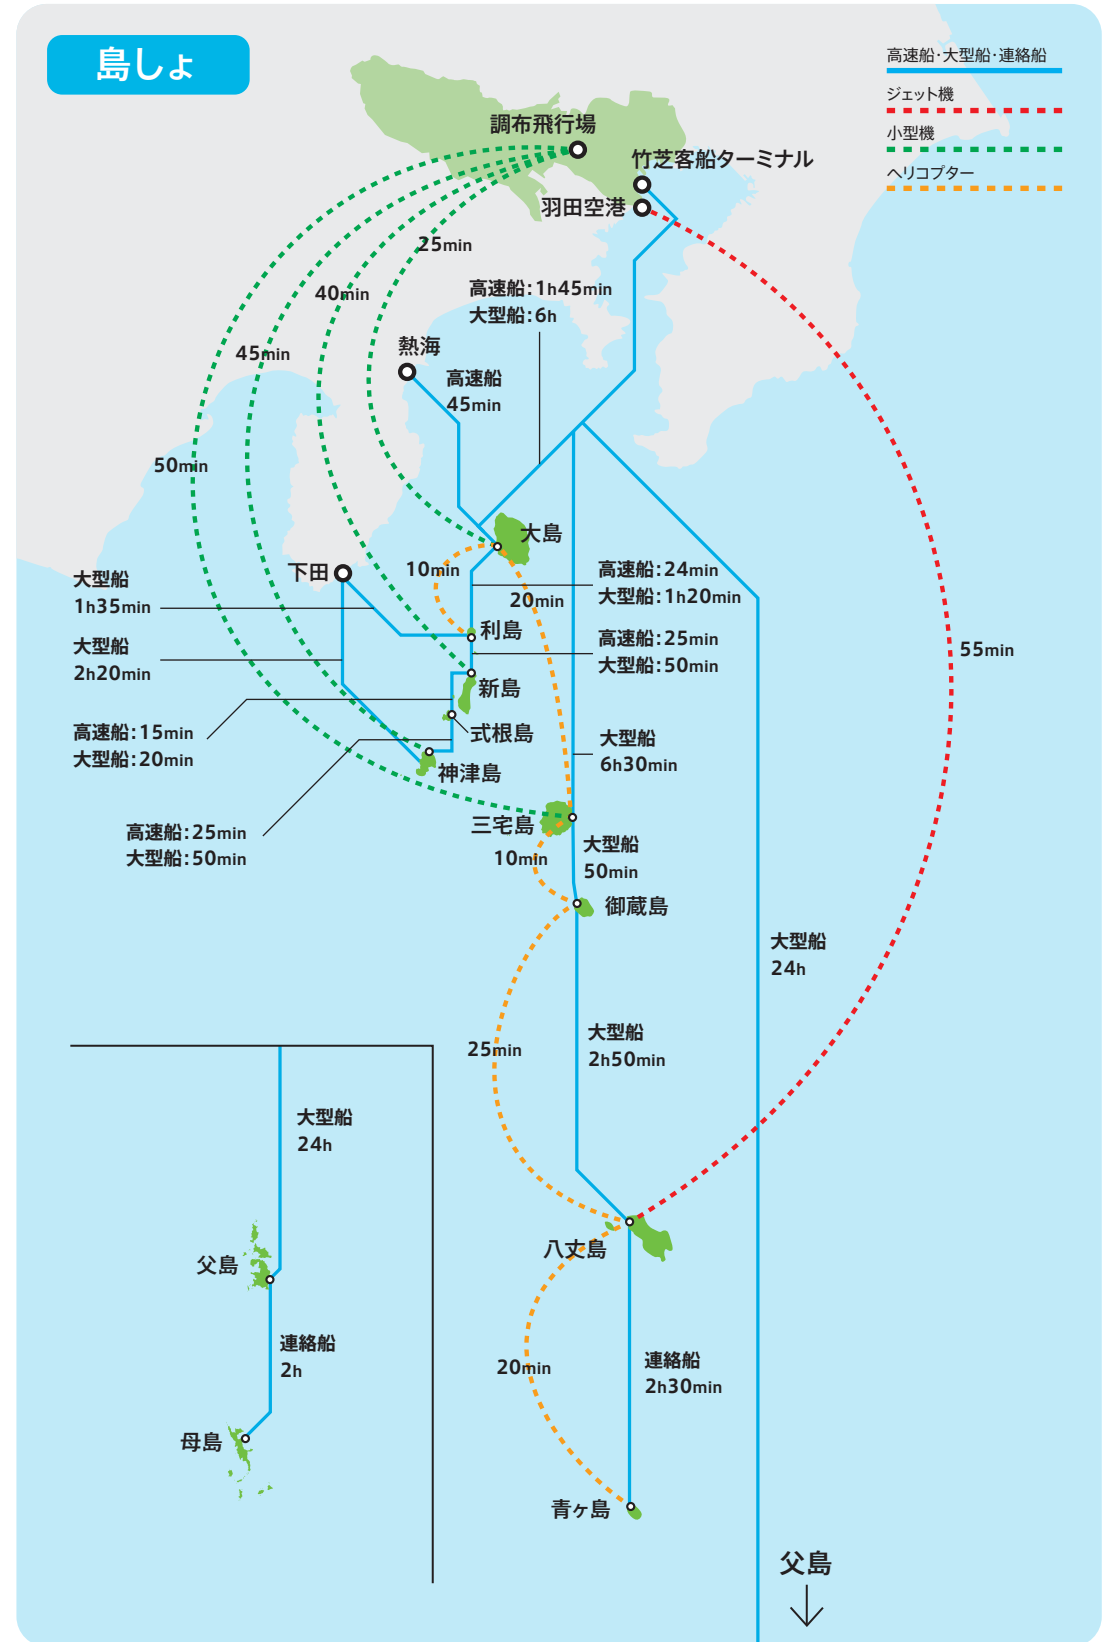 島しょ
高速船・大型船・連絡船
ジェット機
小型機
ヘリコプター
調布飛行場
竹芝客船ターミナル
羽田空港
25min
40min
45min
50min
高速船：1h45min
大型船：6h
熱海
高速船
45min
大島
下田
10min
20min
高速船：24min
大型船：1h20min
大型船
1h35min
利島
高速船：25min
大型船：50min
55min
大型船
2h20min
新島
高速船：15min
大型船：20min
式根島
神津島
大型船
6h30min
高速船：25min
大型船：50min
三宅島
10min
大型船
50min
御蔵島
大型船
24h
25min
大型船
2h50min
八丈島
20min
連絡船
2h30min
青ヶ島
大型船
24h
父島
連絡船
2h
母島
父島